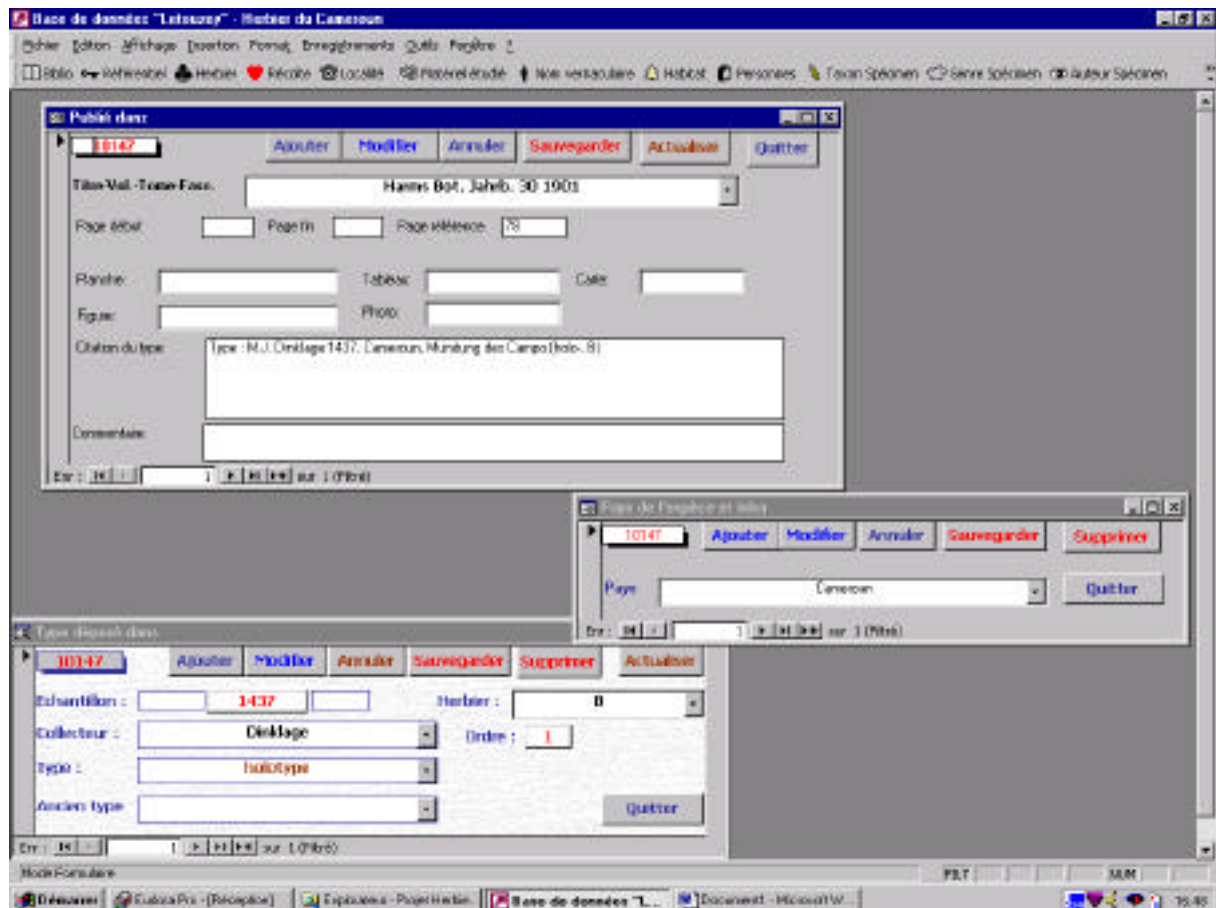 Base de données "Letouzey" - Herbier du Cameroun
Fichier Edition Affichage Insertion Format Enregistrements Outils Fenêtre ?
Biblio Référentiel Herbier Récolte Localité Matériel étudié Nom vernaculaire Habitat Personnes Taxon Spécimen Genre Spécimen Auteur Spécimen
Publié dans
10147 Ajouter Modifier Annuler Sauvegarder Actualiser Quitter
Titre-Vol.-Tome-Fasc. Harms Bot. Jahrb. 30 1901
Page début Page fin Page référence 78
Planche: Tableau: Carte:
Figure: Photo:
Citation du type Type : M.J. Dinklage 1437, Cameroun, Mundung des Campo (holo-, B)
Commentaire
Enr : 1 sur 1 (Filtré)
Pays de l'espèce et infra
10147 Ajouter Modifier Annuler Sauvegarder Supprimer
Pays Cameroun Quitter
Enr : 1 sur 1 (Filtré)
Type déposé dans
10147 Ajouter Modifier Annuler Sauvegarder Supprimer Actualiser
Echantillon : 1437 Herbier : B
Collecteur : Dinklage Ordre : 1
Type : holotype
Ancien type Quitter
Enr : 1 sur 1 (Filtré)
Mode Formulaire FILT NUM
Démarrer Eudora Pro - [Réception] Explorateur - Projet Herbie... Base de données "L... Document1 - Microsoft W... 16:48